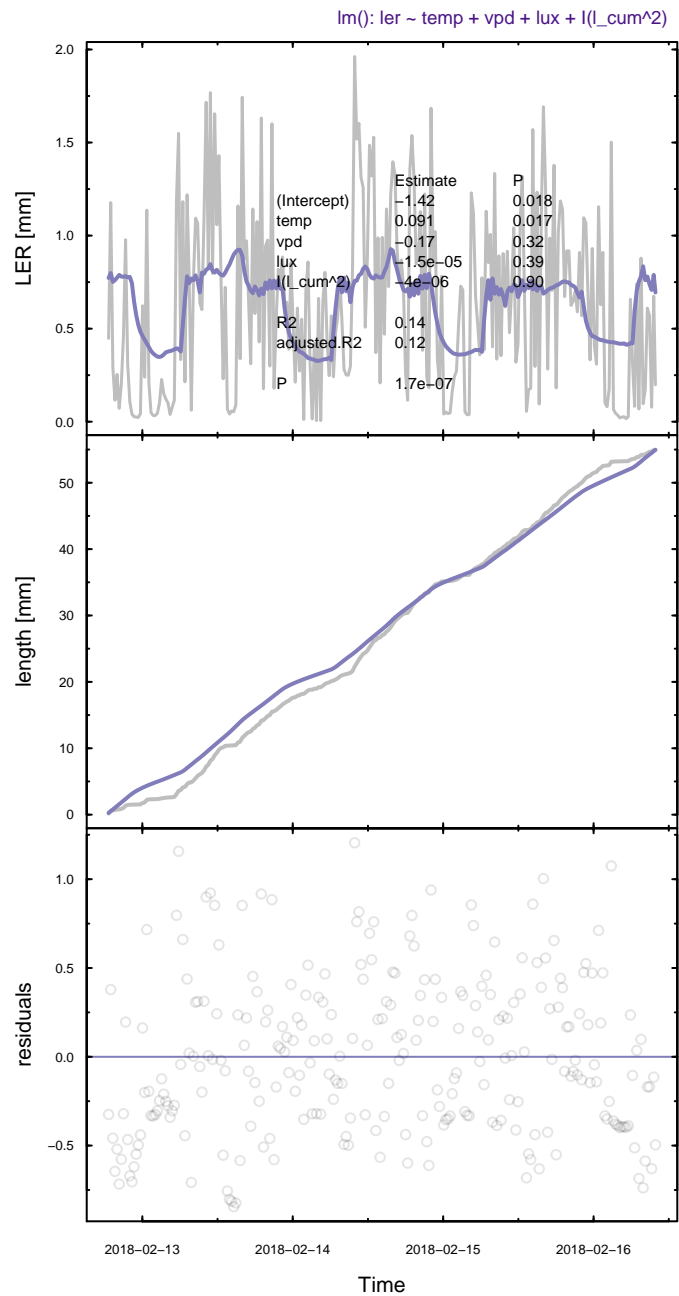 lm(): ler ~ temp + vpd + lux + I(l_cum^2)
2.0
1.5
1.0
0.5
0.0
LER [mm]
Estimate P
(Intercept) −1.42 0.018
temp 0.091 0.017
vpd −0.17 0.32
lux −1.5e−05 0.39
I(l_cum^2) −4e−06 0.90
R2 0.14
adjusted.R2 0.12
P 1.7e−07
50
40
30
20
10
0
length [mm]
1.0
0.5
0.0
−0.5
residuals
2018−02−13 2018−02−14 2018−02−15 2018−02−16
Time